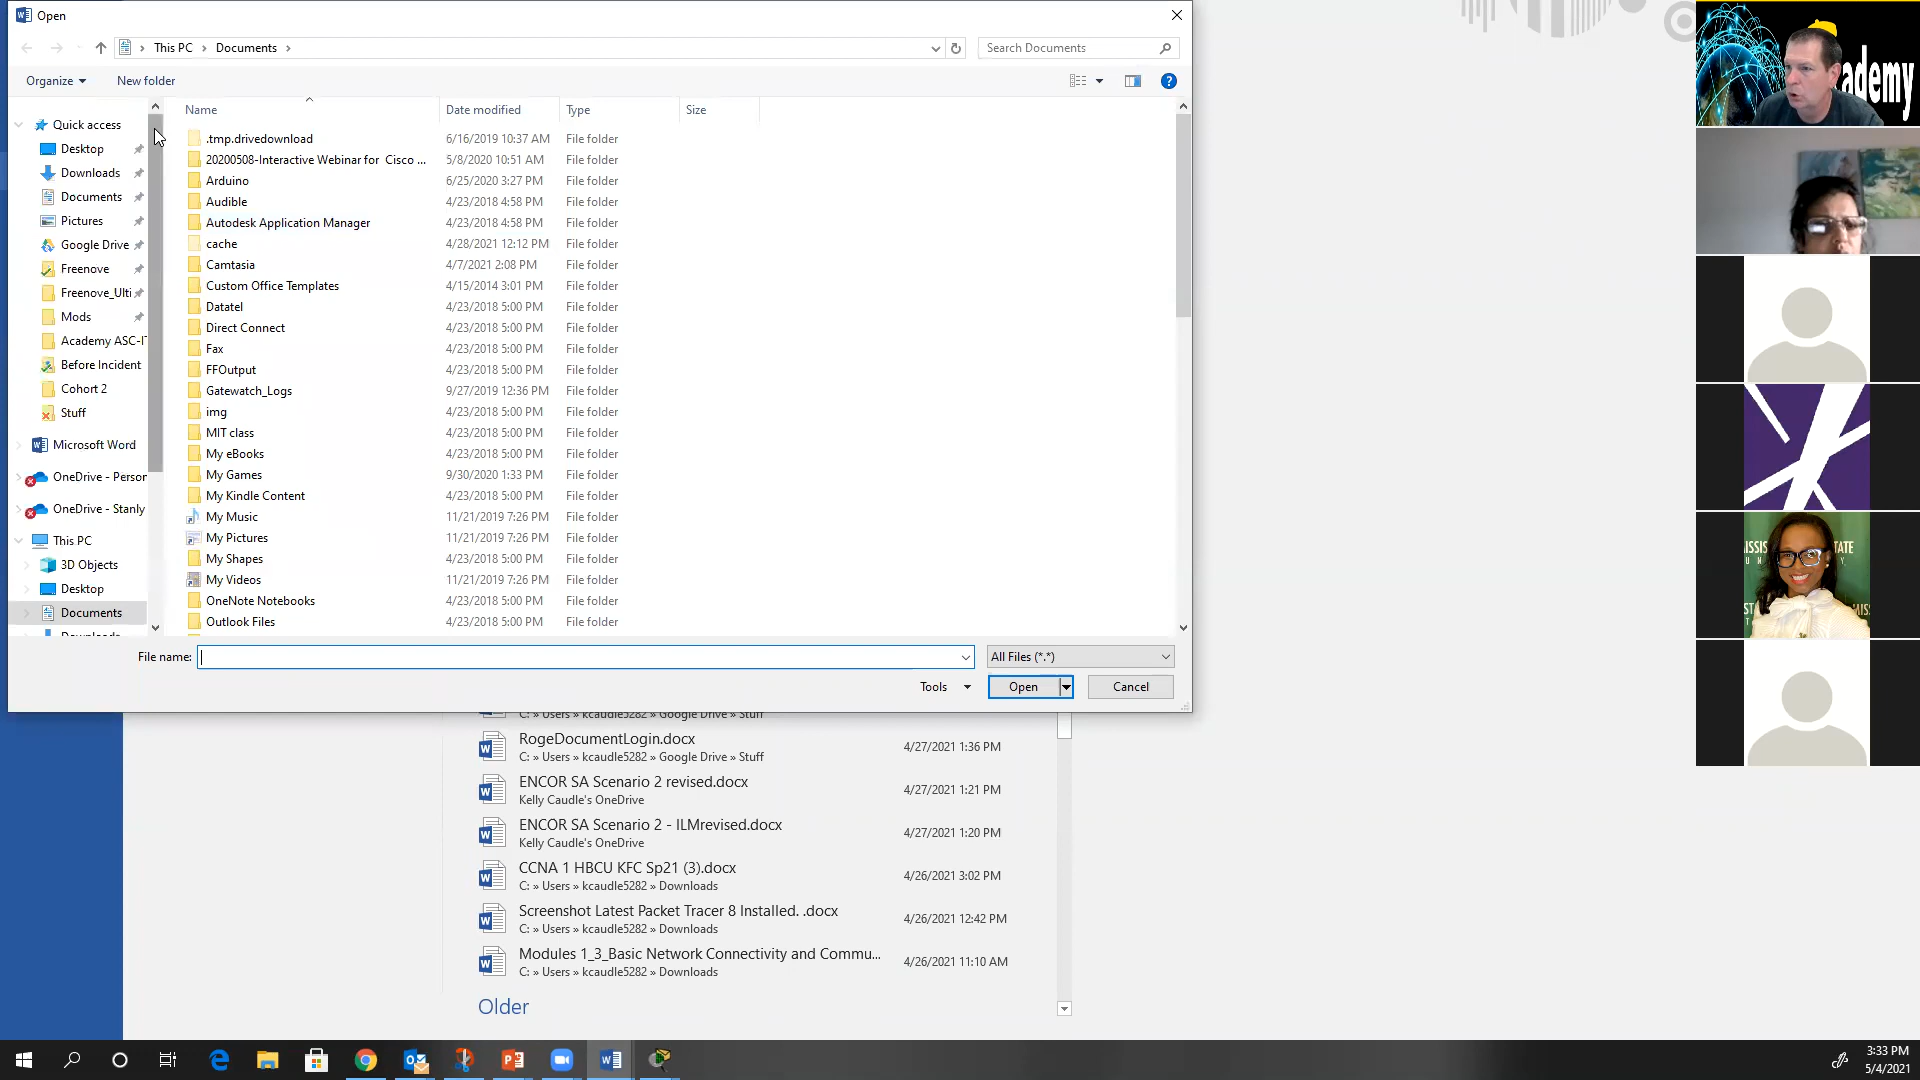 Open
This PC > Documents >
Search Documents
Organize
New folder
?
Name
Date modified
Type
Size
Quick access
Desktop
Downloads
Documents
Pictures
Google Drive
Freenove
Freenove_Ulti
Mods
Academy ASC-IT
Before Incident
Cohort 2
Stuff
Microsoft Word
OneDrive - Person
OneDrive - Stanly
This PC
3D Objects
Desktop
Documents
.tmp.drivedownload 6/16/2019 10:37 AM File folder
20200508-Interactive Webinar for Cisco ... 5/8/2020 10:51 AM File folder
Arduino 6/25/2020 3:27 PM File folder
Audible 4/23/2018 4:58 PM File folder
Autodesk Application Manager 4/23/2018 4:58 PM File folder
cache 4/28/2021 12:12 PM File folder
Camtasia 4/7/2021 2:08 PM File folder
Custom Office Templates 4/15/2014 3:01 PM File folder
Datatel 4/23/2018 5:00 PM File folder
Direct Connect 4/23/2018 5:00 PM File folder
Fax 4/23/2018 5:00 PM File folder
FFOutput 4/23/2018 5:00 PM File folder
Gatewatch_Logs 9/27/2019 12:36 PM File folder
img 4/23/2018 5:00 PM File folder
MIT class 4/23/2018 5:00 PM File folder
My eBooks 4/23/2018 5:00 PM File folder
My Games 9/30/2020 1:33 PM File folder
My Kindle Content 4/23/2018 5:00 PM File folder
My Music 11/21/2019 7:26 PM File folder
My Pictures 11/21/2019 7:26 PM File folder
My Shapes 4/23/2018 5:00 PM File folder
My Videos 11/21/2019 7:26 PM File folder
OneNote Notebooks 4/23/2018 5:00 PM File folder
Outlook Files 4/23/2018 5:00 PM File folder
File name:
All Files (*.*)
Tools
Open
Cancel
C: » Users » kcaudle5282 » Google Drive » Stuff
RogeDocumentLogin.docx 4/27/2021 1:36 PM
C: » Users » kcaudle5282 » Google Drive » Stuff
ENCOR SA Scenario 2 revised.docx 4/27/2021 1:21 PM
Kelly Caudle's OneDrive
ENCOR SA Scenario 2 - ILMrevised.docx 4/27/2021 1:20 PM
Kelly Caudle's OneDrive
CCNA 1 HBCU KFC Sp21 (3).docx 4/26/2021 3:02 PM
C: » Users » kcaudle5282 » Downloads
Screenshot Latest Packet Tracer 8 Installed. .docx 4/26/2021 12:42 PM
C: » Users » kcaudle5282 » Downloads
Modules 1_3_Basic Network Connectivity and Commu... 4/26/2021 11:10 AM
C: » Users » kcaudle5282 » Downloads
Older
ademy
3:33 PM
5/4/2021